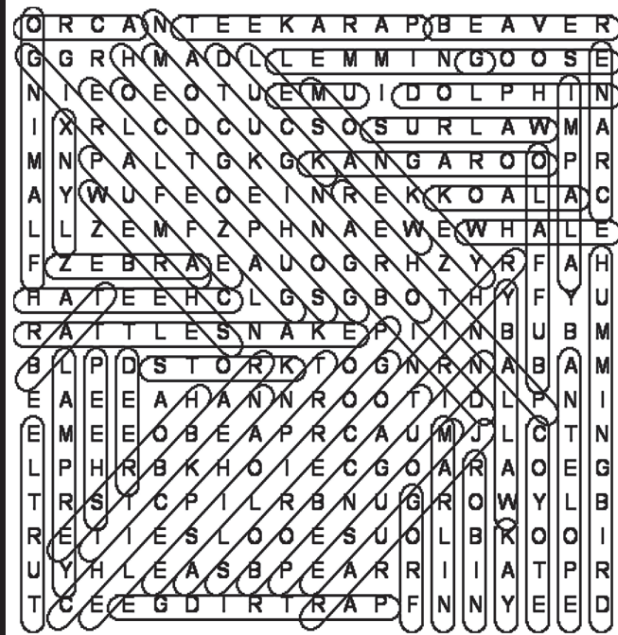 O R C A N T E E K A R A P B E A V E R
G G R H M A D L L E M M I N G O O S E
N I E O E O T U E M U I D O L P H I N
I X R L C D C U C S O S U R L A W M A
M N P A L T G K G K A N G A R O O P R
A Y W U F E O E I N R E K K O A L A C
L L Z E M F Z P H N A E W E W H A L E
F Z E B R A E A U O G R H Z Y R F A H
H A T E E H C L G S G B O T H Y F Y U
R A T T L E S N A K E P I I N B U B M
B L P D S T O R K T O G N R N A B A M
E A E E A H A N N R O O T I D L P N I
E M E E O B E A P R C A U M J L C T N
L P H R B K H O I E C G O A R A O E G
T R S T C P I L R B N U G R O W Y L B
R E T I E S L O O E S U O L B K O O I
U Y H L E A S B P E A R R I I A T P R
T C E E G D I R T R A P F N N Y E E D